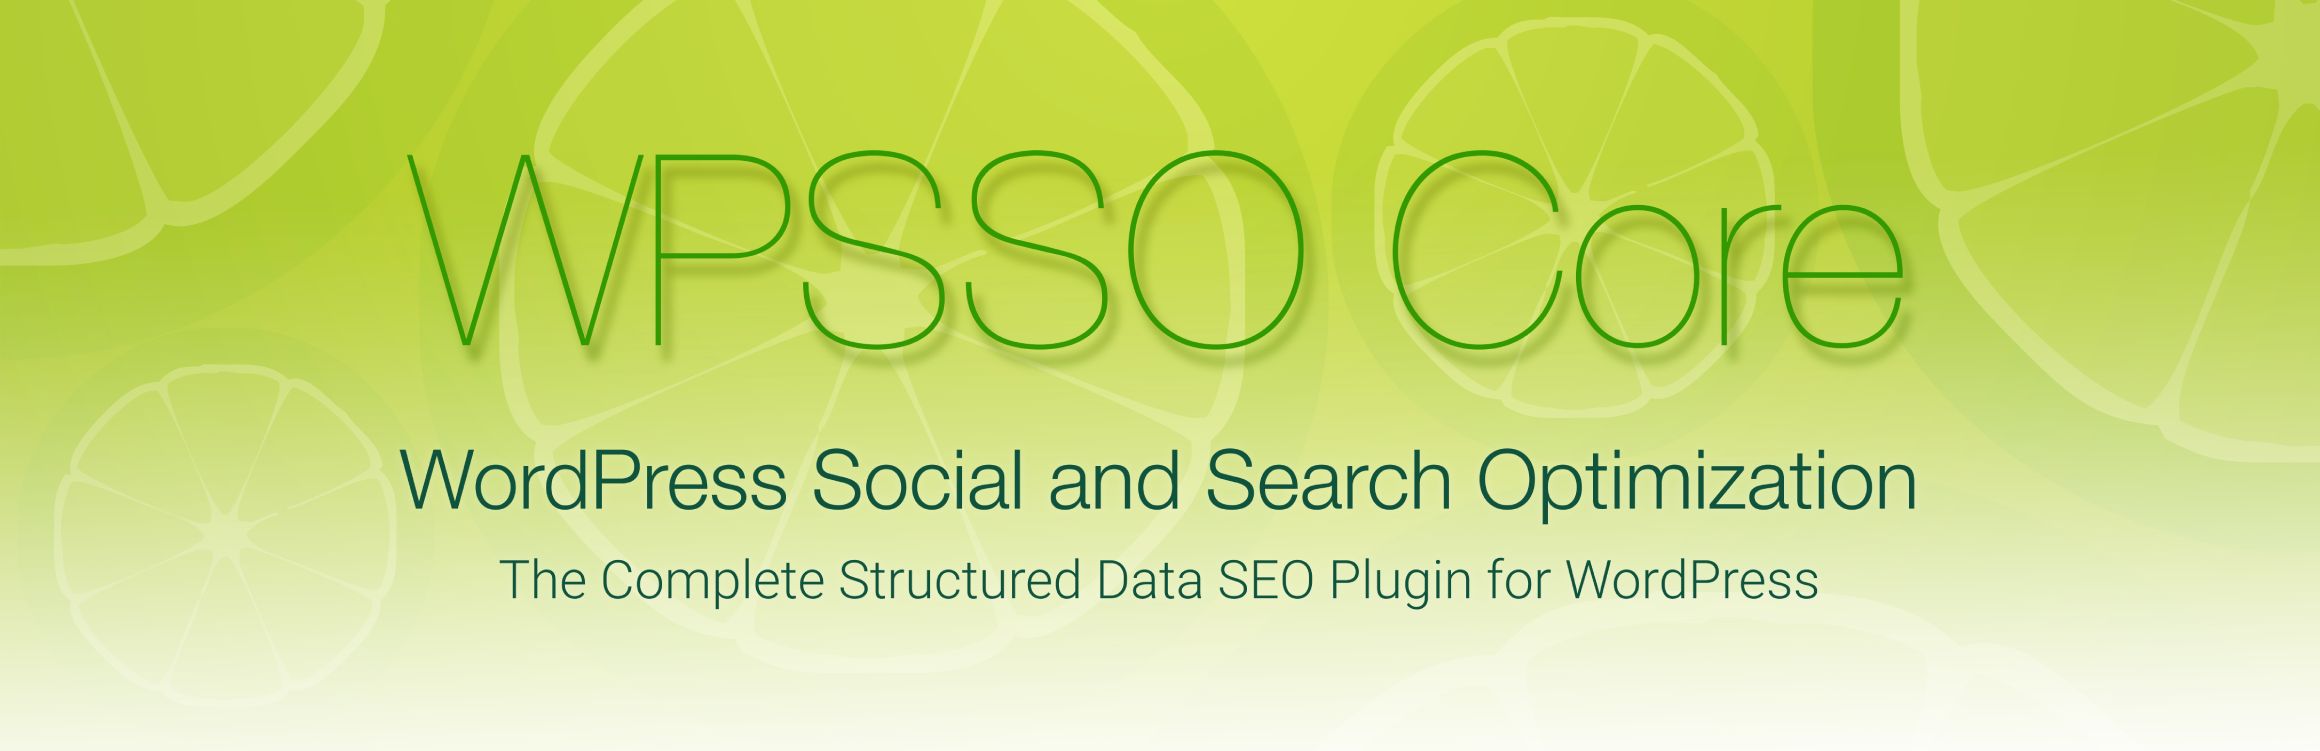 WPSSO Core
WordPress Social and Search Optimization
The Complete Structured Data SEO Plugin for WordPress